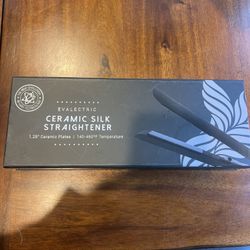 EVALECTRIC
CERAMIC SILK
STRAIGHTENER
1.25" Ceramic Plates | 140-450°F Temperature